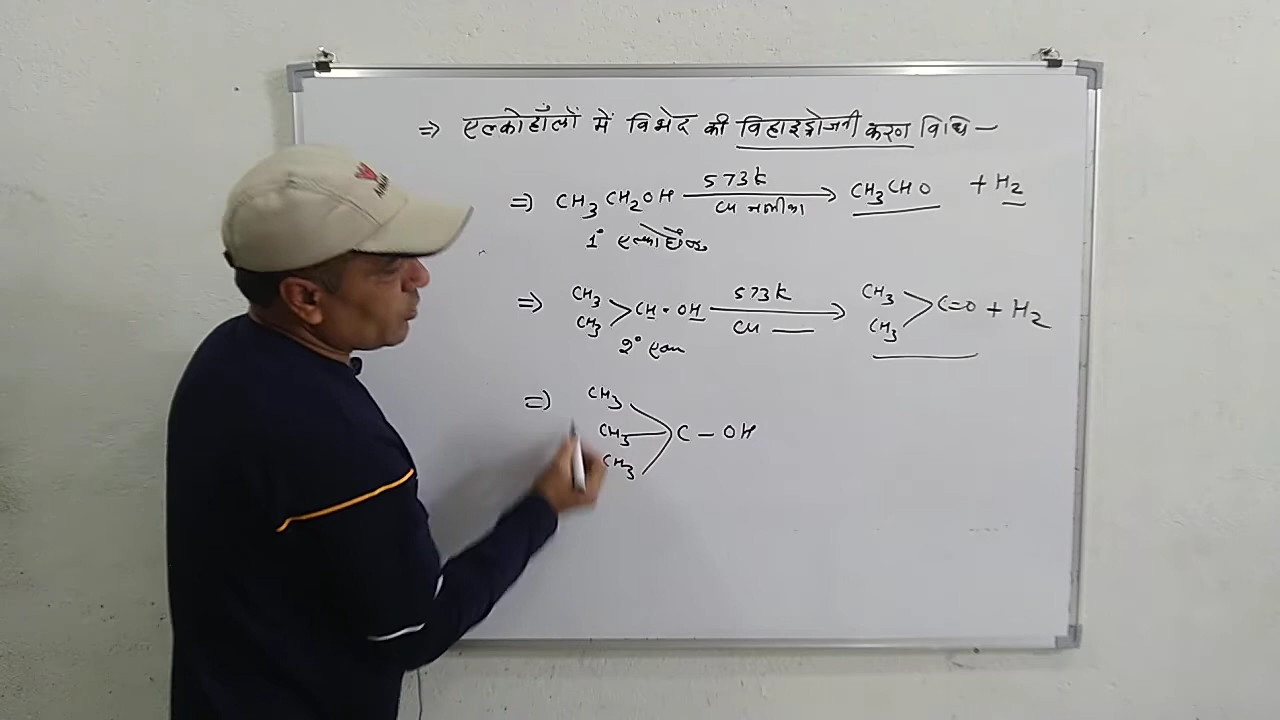 ⇒ एल्कोहॉलों में विभेद की विहाइड्रोजनीकरण विधि –
⇒ CH3CH2OH 573k Cu नलीका → CH3CHO + H2
1° एल्कोहॉल
⇒ CH3 CH3 > CH - OH 573k Cu → CH3 CH3 > C=O + H2
2° एल्क
⇒ CH3 CH3 CH3 > C – OH